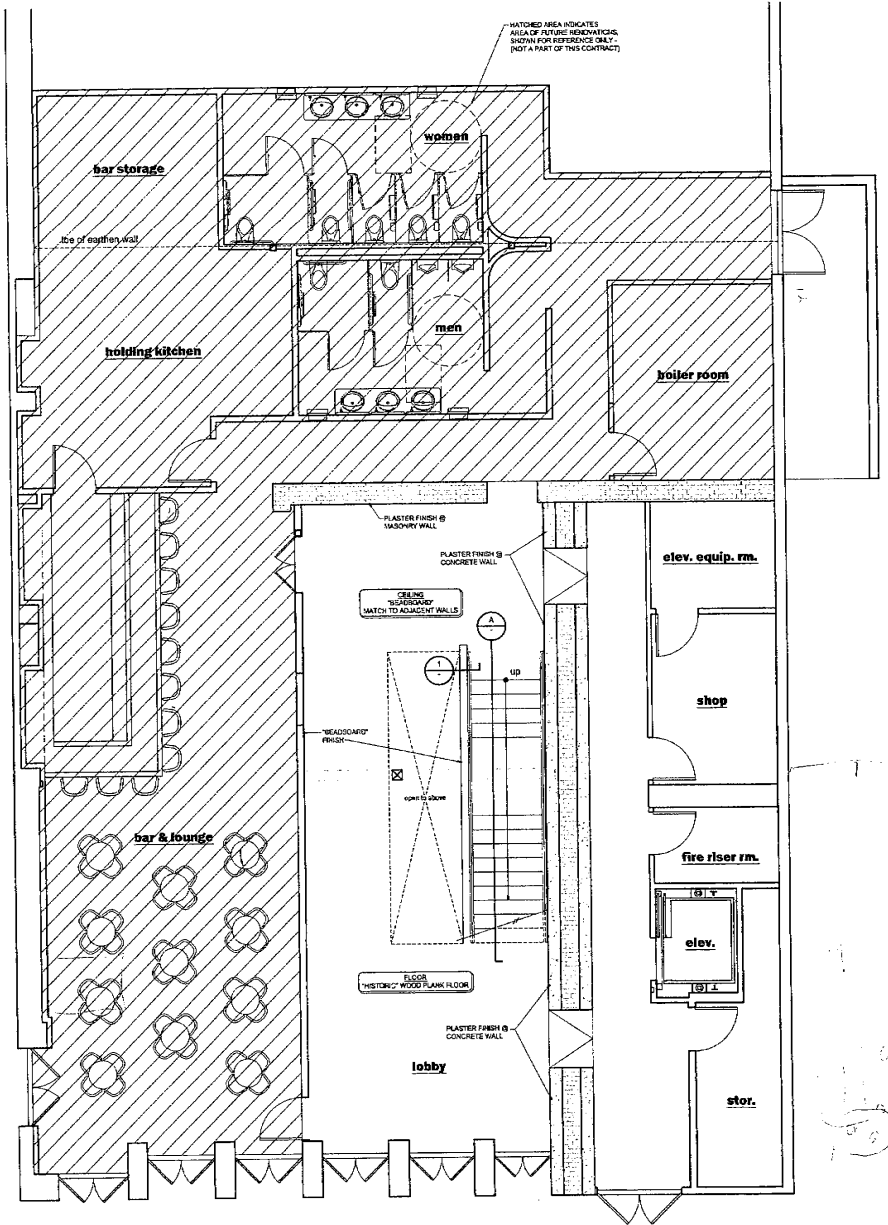 HATCHED AREA INDICATES
AREA OF FUTURE RENOVATIONS,
SHOWN FOR REFERENCE ONLY -
(NOT A PART OF THIS CONTRACT)
women
bar storage
toe of earthen wall
men
holding kitchen
boiler room
PLASTER FINISH @
MASONRY WALL
PLASTER FINISH @
CONCRETE WALL
elev. equip. rm.
CEILING
"BEADBOARD"
MATCH TO ADJACENT WALLS
A
1
up
shop
"BEADBOARD"
FINISH
open to above
bar & lounge
fire riser rm.
elev.
FLOOR
"HISTORIC" WOOD PLANK FLOOR
PLASTER FINISH @
CONCRETE WALL
lobby
stor.